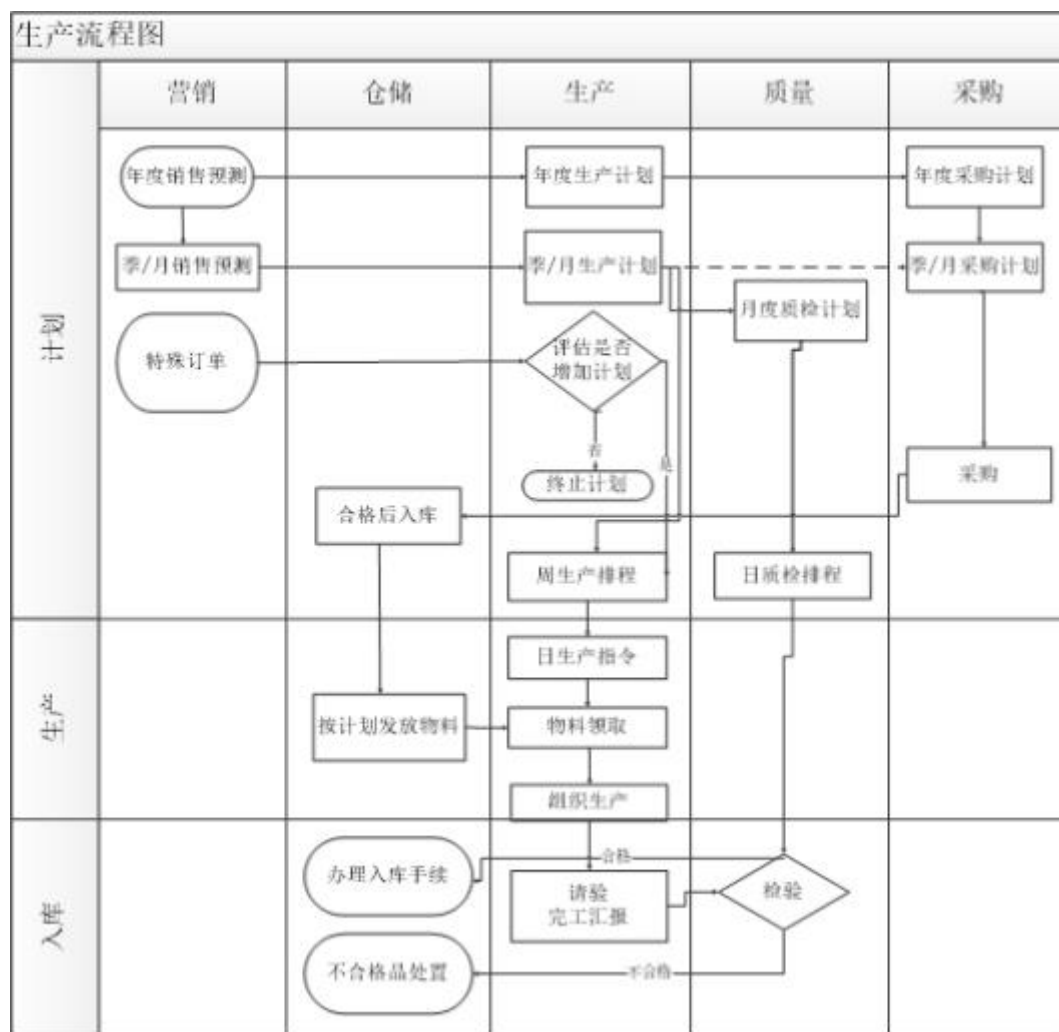 生产流程图
营销
仓储
生产
质量
采购
计划
年度销售预测
年度生产计划
年度采购计划
季/月销售预测
季/月生产计划
季/月采购计划
月度质检计划
特殊订单
评估是否
增加计划
否
是
终止计划
采购
合格后入库
周生产排程
日质检排程
生产
日生产指令
按计划发放物料
物料领取
组织生产
入库
办理入库手续
合格
请验
完工汇报
检验
不合格品处置
不合格